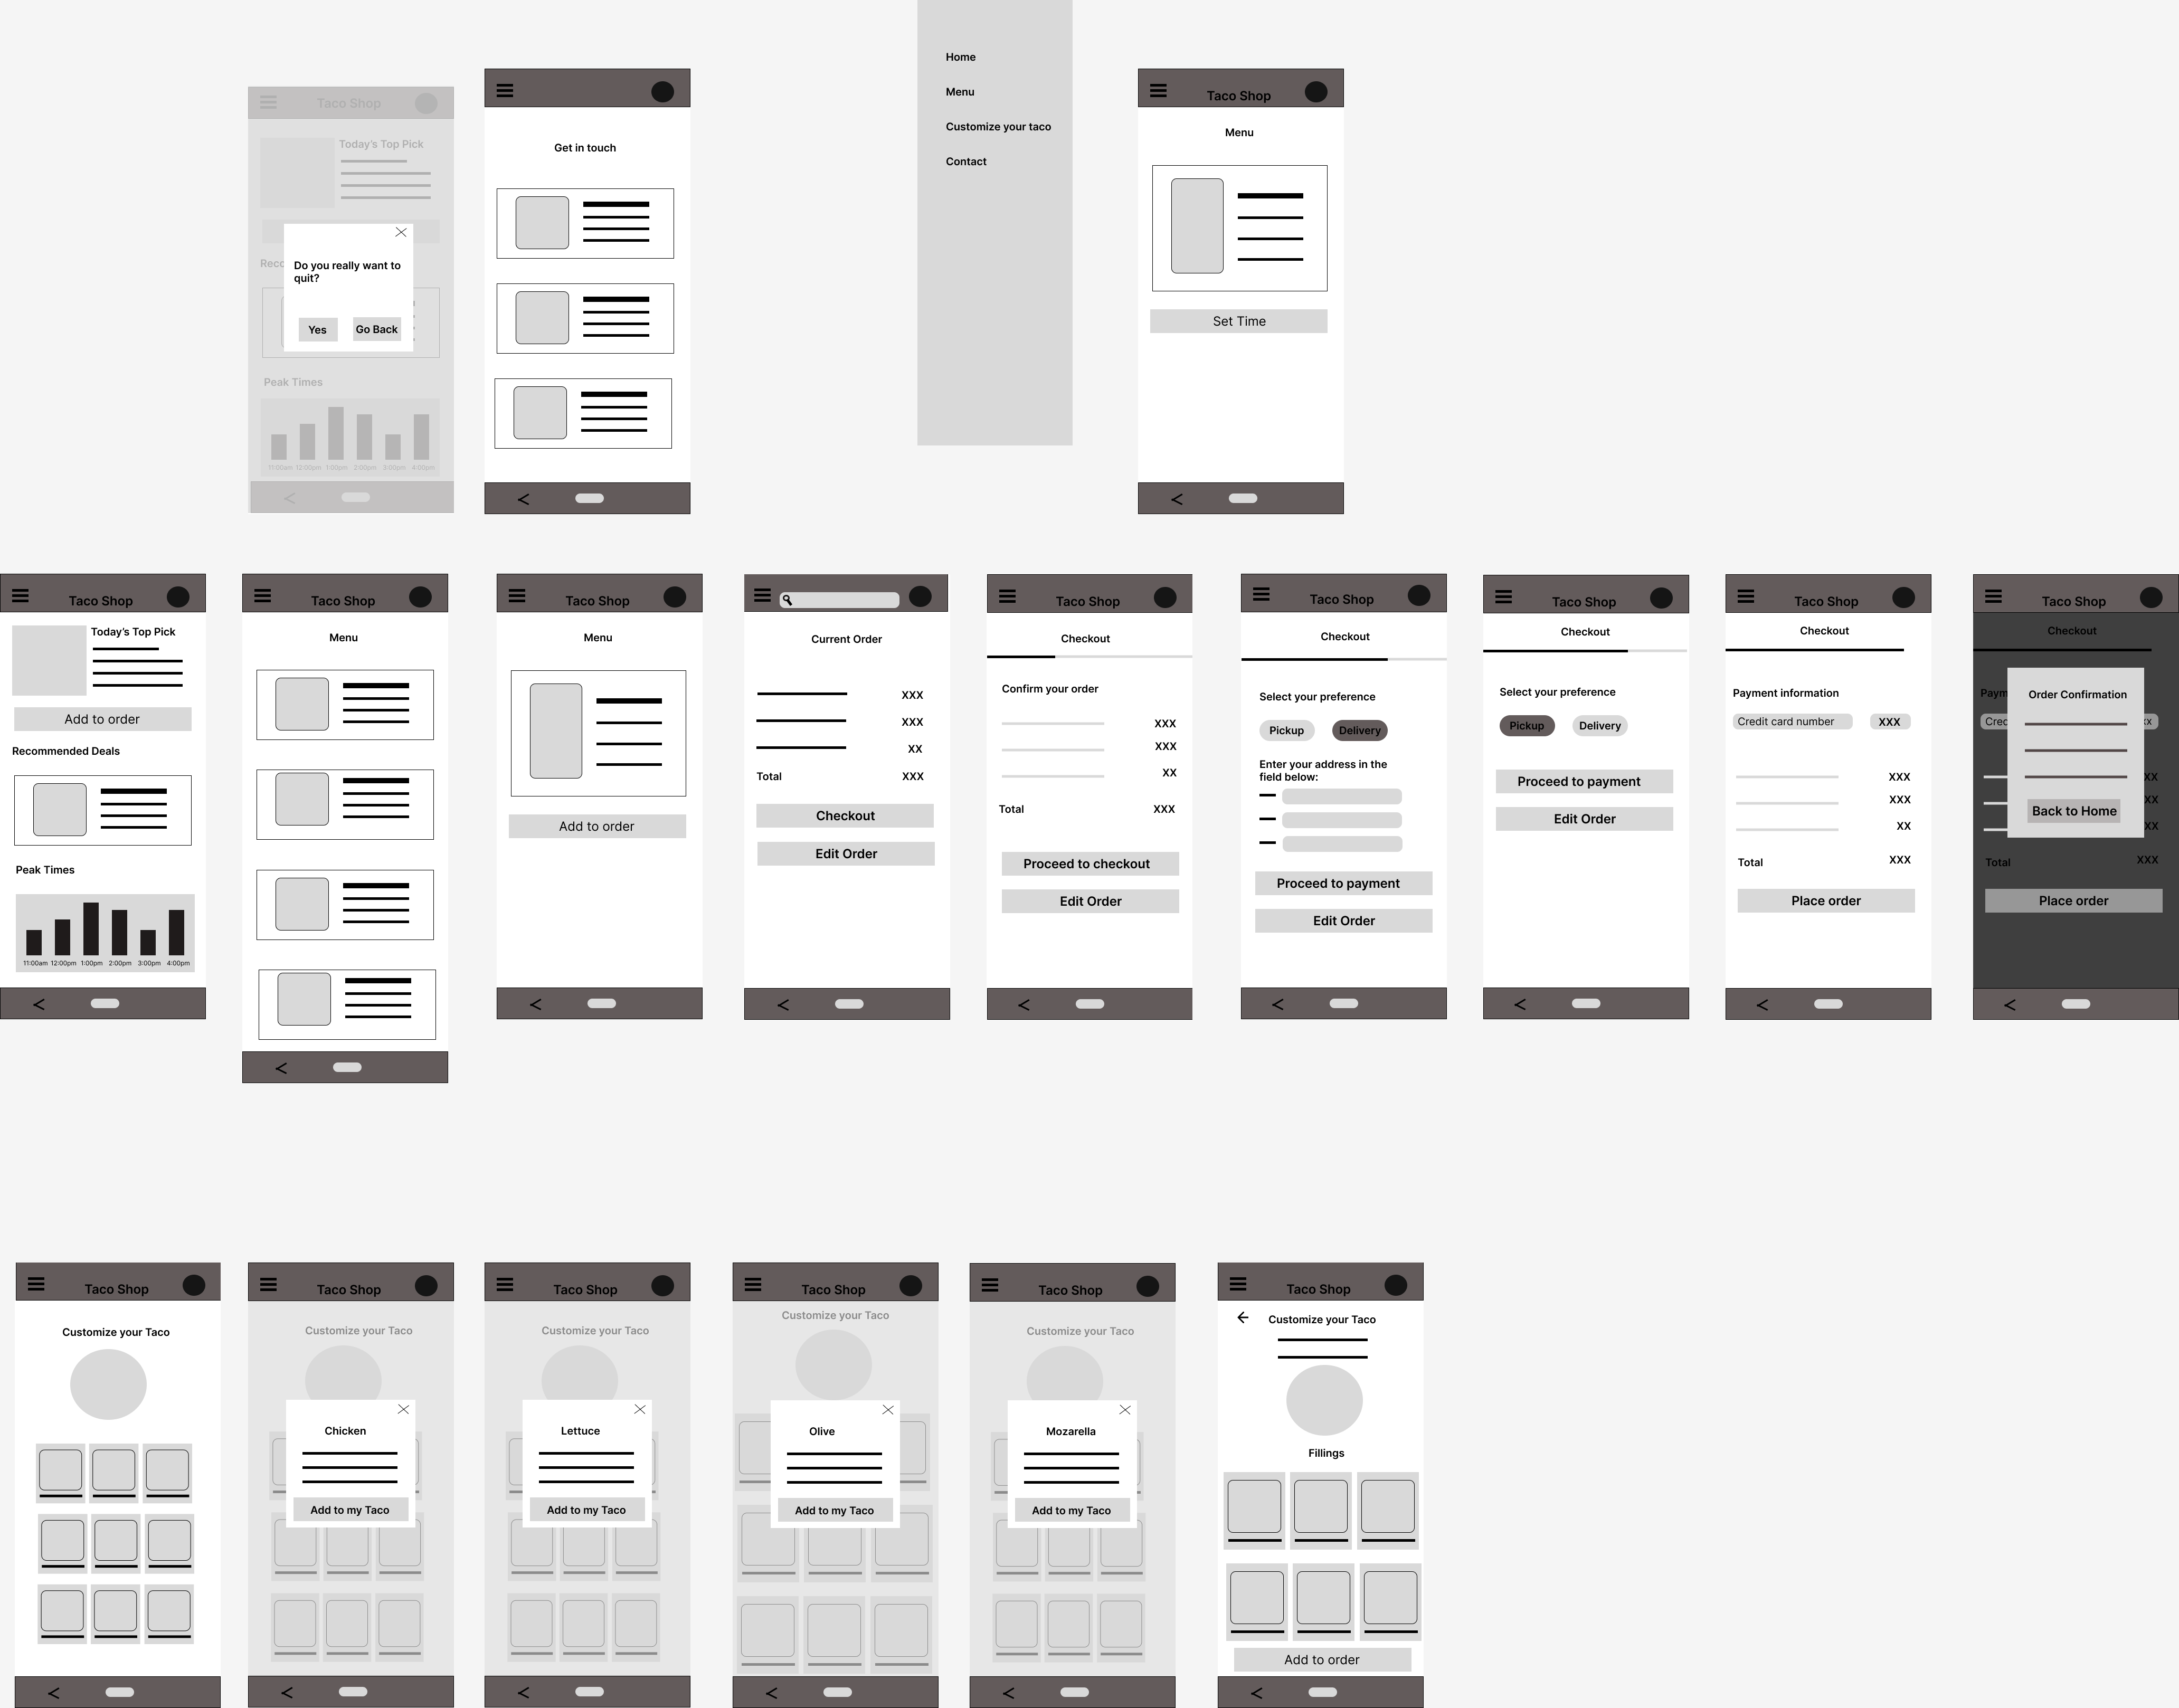 Taco Shop
Today's Top Pick
Reco
Do you really want to
quit?
Yes
Go Back
Peak Times
11:00am 12:00pm 1:00pm 2:00pm 3:00pm 4:00pm
Get in touch
Home
Menu
Customize your taco
Contact
Taco Shop
Menu
Set Time
Taco Shop
Today's Top Pick
Add to order
Recommended Deals
Peak Times
11:00am 12:00pm 1:00pm 2:00pm 3:00pm 4:00pm
Taco Shop
Menu
Taco Shop
Menu
Add to order
Current Order
XXX
XXX
XX
Total XXX
Checkout
Edit Order
Taco Shop
Checkout
Confirm your order
XXX
XXX
XX
Total XXX
Proceed to checkout
Edit Order
Taco Shop
Checkout
Select your preference
Pickup Delivery
Enter your address in the
field below:
Proceed to payment
Edit Order
Taco Shop
Checkout
Select your preference
Pickup Delivery
Proceed to payment
Edit Order
Taco Shop
Checkout
Payment information
Credit card number XXX
XXX
XXX
XX
Total XXX
Place order
Taco Shop
Checkout
Paym
Cred xx
Order Confirmation
XX
XX
Back to Home
XX
Total XXX
Place order
Taco Shop
Customize your Taco
Taco Shop
Customize your Taco
Chicken
Add to my Taco
Taco Shop
Customize your Taco
Lettuce
Add to my Taco
Taco Shop
Customize your Taco
Olive
Add to my Taco
Taco Shop
Customize your Taco
Mozarella
Add to my Taco
Taco Shop
Customize your Taco
Fillings
Add to order